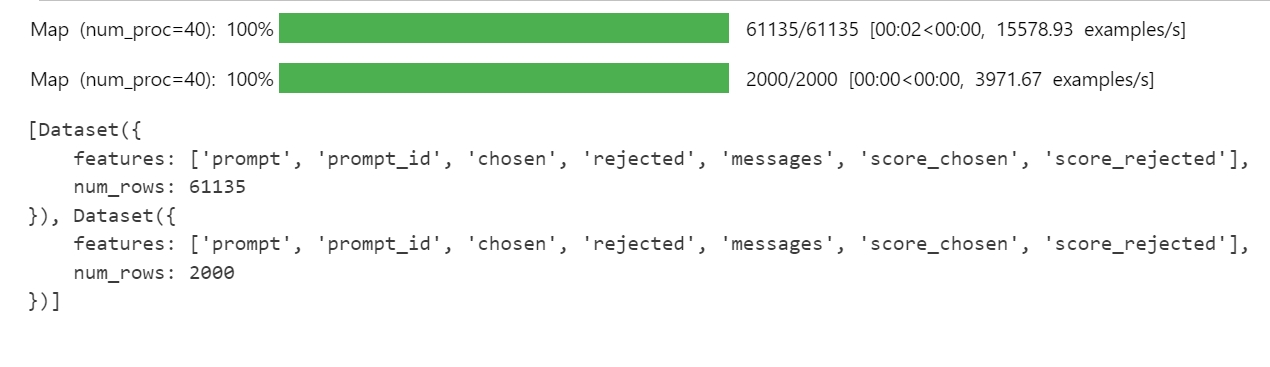 Map (num_proc=40): 100% 61135/61135 [00:02<00:00, 15578.93 examples/s]
Map (num_proc=40): 100% 2000/2000 [00:00<00:00, 3971.67 examples/s]
[Dataset({
    features: ['prompt', 'prompt_id', 'chosen', 'rejected', 'messages', 'score_chosen', 'score_rejected'],
    num_rows: 61135
}), Dataset({
    features: ['prompt', 'prompt_id', 'chosen', 'rejected', 'messages', 'score_chosen', 'score_rejected'],
    num_rows: 2000
})]